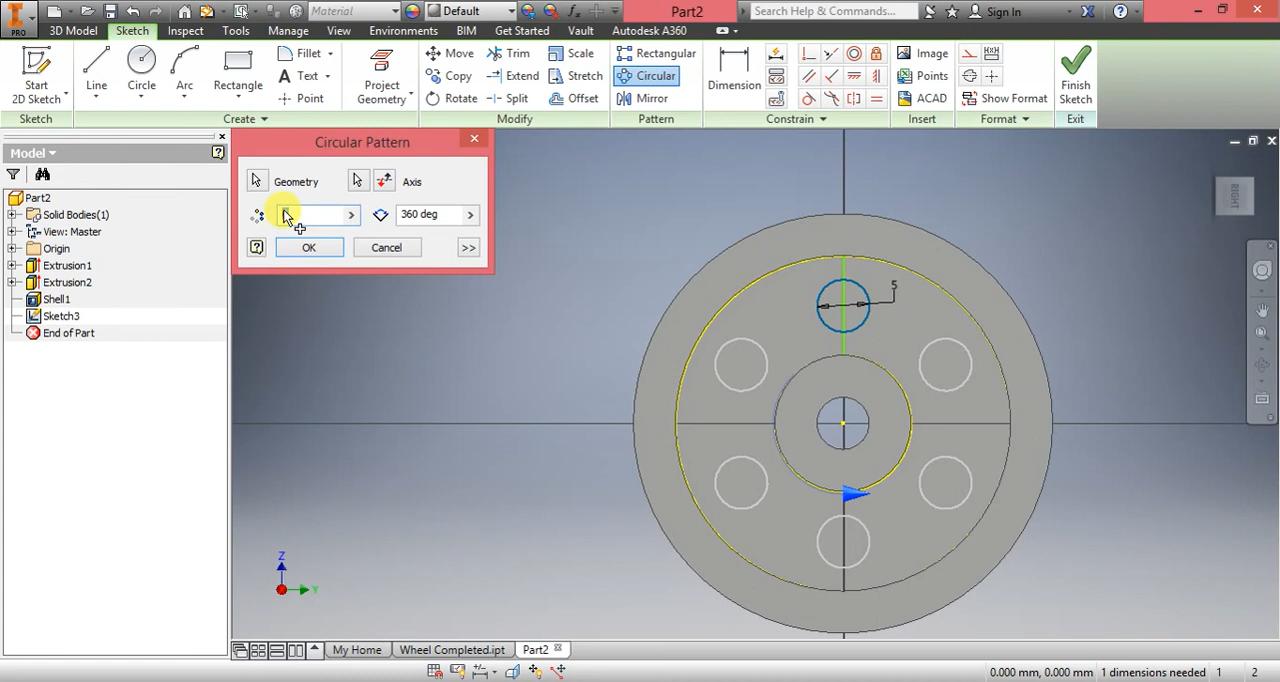 Material
Default
Part2
Search Help & Commands...
Sign In
PRO
3D Model
Sketch
Inspect
Tools
Manage
View
Environments
BIM
Get Started
Vault
Autodesk A360
Start
2D Sketch
Line
Circle
Arc
Rectangle
Fillet
Text
Point
Project
Geometry
Move
Copy
Rotate
Trim
Extend
Split
Scale
Stretch
Offset
Rectangular
Circular
Mirror
Dimension
Image
Points
ACAD
Show Format
Finish
Sketch
Sketch
Create
Modify
Pattern
Constrain
Insert
Format
Exit
Model
Part2
Solid Bodies(1)
View: Master
Origin
Extrusion1
Extrusion2
Shell1
Sketch3
End of Part
Circular Pattern
Geometry
Axis
360 deg
OK
Cancel
>>
5
RIGHT
Z
Y
My Home
Wheel Completed.ipt
Part2
0.000 mm, 0.000 mm
1 dimensions needed
1
2